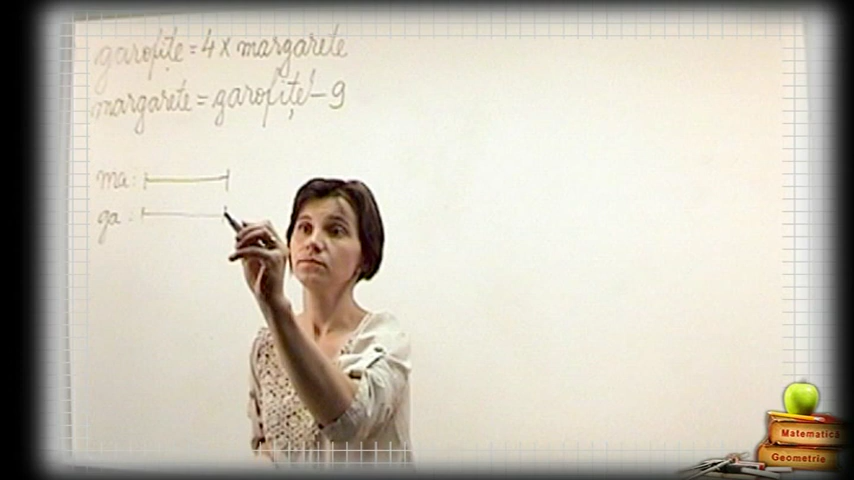 garofițe = 4 x margarete
margarete = garofițe - 9
ma:
ga:
Matematică
Geometrie